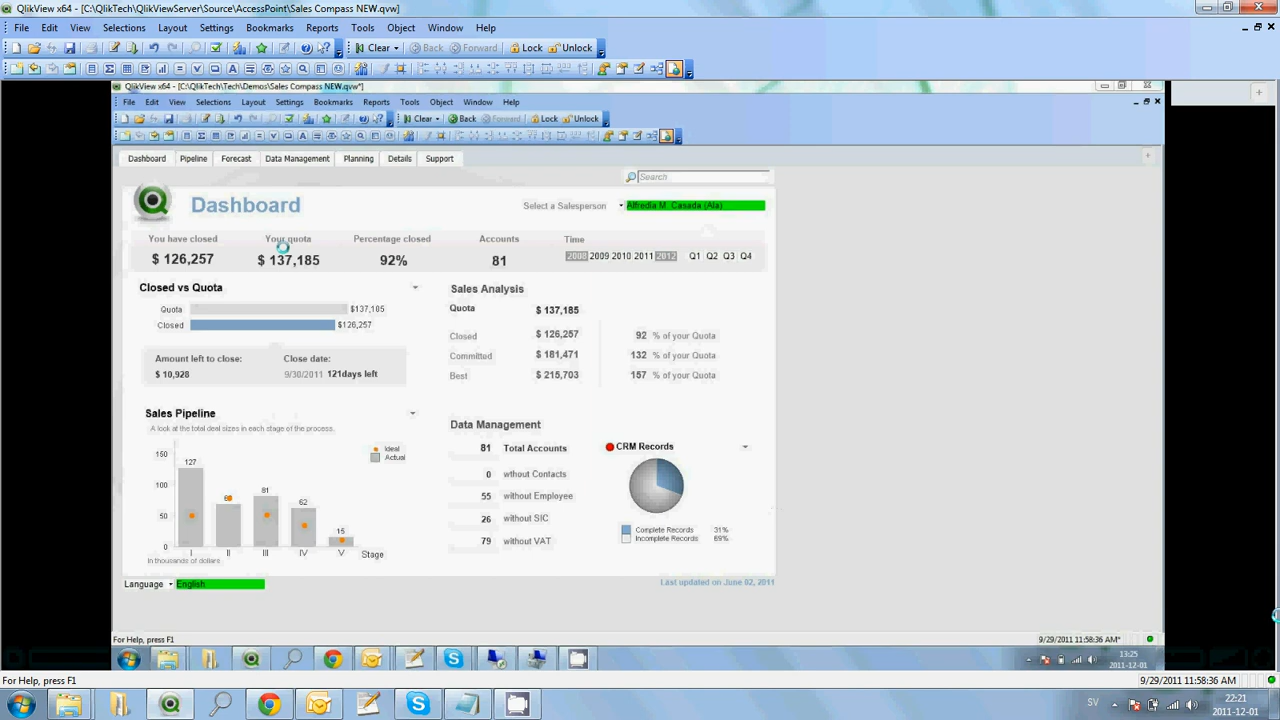 QlikView x64 - [C:\QlikTech\QlikViewServer\Source\AccessPoint\Sales Compass NEW.qvw]
File Edit View Selections Layout Settings Bookmarks Reports Tools Object Window Help
Clear Back Forward Lock Unlock
QlikView x64 - [C:\QlikTech\Tech\Demos\Sales Compass NEW.qvw*]
File Edit View Selections Layout Settings Bookmarks Reports Tools Object Window Help
Clear Back Forward Lock Unlock
Dashboard Pipeline Forecast Data Management Planning Details Support
Search
Dashboard
Select a Salesperson Alfredia M. Casada (Ala)
You have closed Your quota Percentage closed Accounts Time
$ 126,257 $ 137,185 92% 81 2008 2009 2010 2011 2012 Q1 Q2 Q3 Q4
Closed vs Quota
Quota $137,185
Closed $126,257
Amount left to close: Close date:
$ 10,928 9/30/2011 121days left
Sales Analysis
Quota $ 137,185
Closed $ 126,257 92 % of your Quota
Committed $ 181,471 132 % of your Quota
Best $ 215,703 157 % of your Quota
Sales Pipeline
A look at the total deal sizes in each stage of the process.
Ideal
Actual
150
100
50
0
127
81
62
15
I II III IV V Stage
In thousands of dollars
Data Management
81 Total Accounts
0 without Contacts
55 without Employee
26 without SIC
79 without VAT
CRM Records
Complete Records 31%
Incomplete Records 69%
Language English
Last updated on June 02, 2011
For Help, press F1 9/29/2011 11:58:36 AM*
13:25
2011-12-01
For Help, press F1 9/29/2011 11:58:36 AM
SV 22:21
2011-12-01